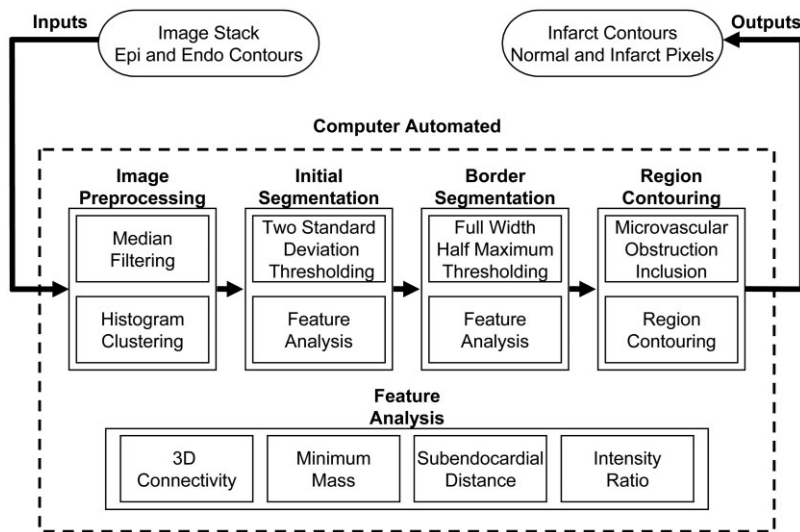 Inputs
Image Stack
Epi and Endo Contours
Infarct Contours
Normal and Infarct Pixels
Outputs
Computer Automated
Image
Preprocessing
Median
Filtering
Histogram
Clustering
Initial
Segmentation
Two Standard
Deviation
Thresholding
Feature
Analysis
Border
Segmentation
Full Width
Half Maximum
Thresholding
Feature
Analysis
Region
Contouring
Microvascular
Obstruction
Inclusion
Region
Contouring
Feature
Analysis
3D
Connectivity
Minimum
Mass
Subendocardial
Distance
Intensity
Ratio